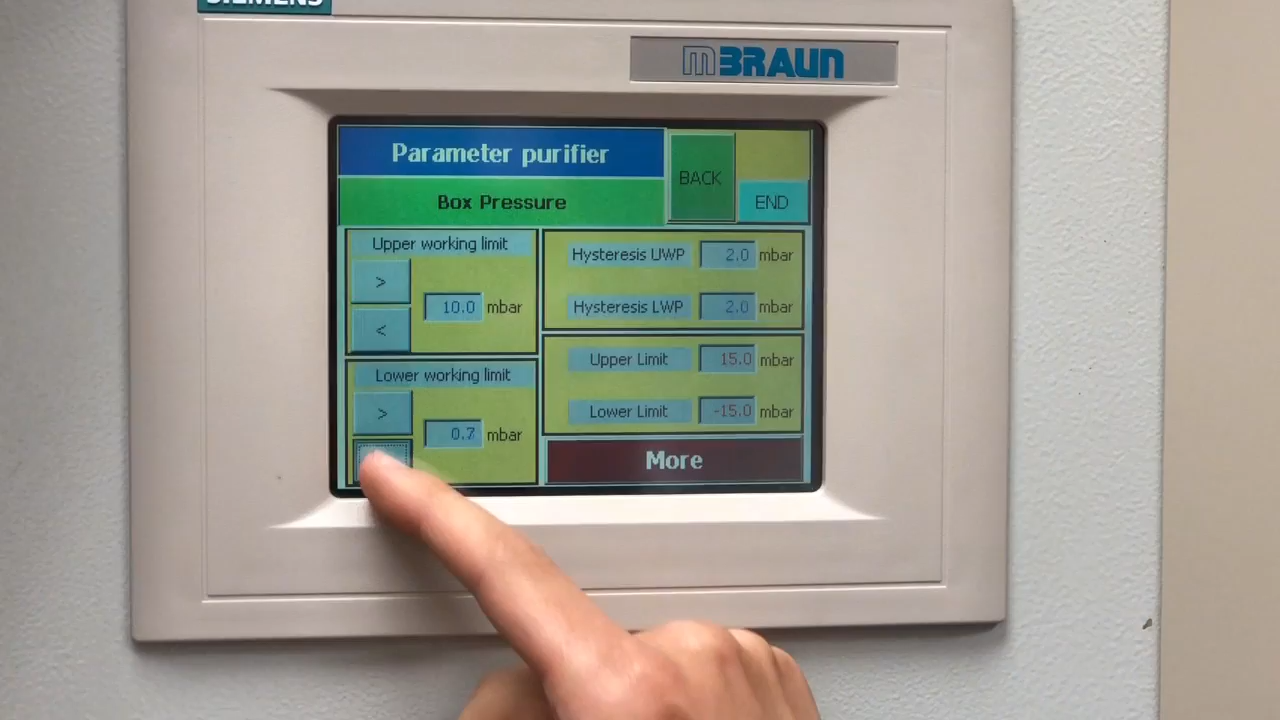 SIEMENS
mBRAUN
Parameter purifier
BACK
Box Pressure
END
Upper working limit
>
10.0 mbar
<
Lower working limit
>
0.7 mbar
Hysteresis UWP 2.0 mbar
Hysteresis LWP 2.0 mbar
Upper Limit 15.0 mbar
Lower Limit -15.0 mbar
More